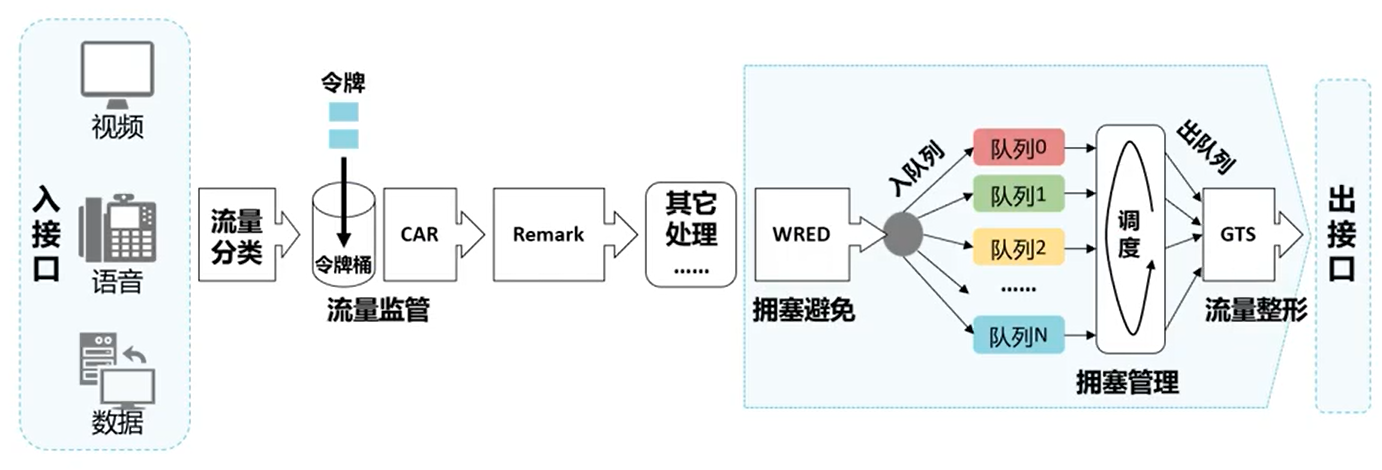 视频
入接口
语音
数据
流量
分类
令牌
令牌桶
流量监管
CAR
Remark
其它
处理
......
WRED
拥塞避免
入队列
队列0
队列1
队列2
......
队列N
调度
拥塞管理
出队列
GTS
流量整形
出接口